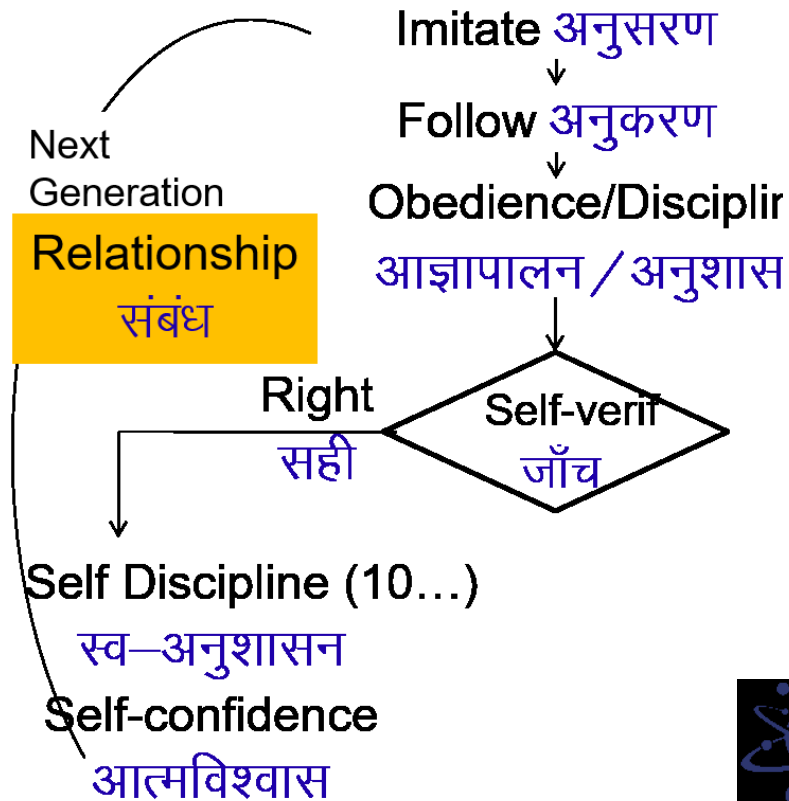 Imitate अनुसरण
Follow अनुकरण
Next
Generation
Obedience/Disciplin
आज्ञापालन / अनुशास
Relationship
संबंध
Right
सही
Self-verif
जाँच
Self Discipline (10...)
स्व–अनुशासन
Self-confidence
आत्मविश्वास